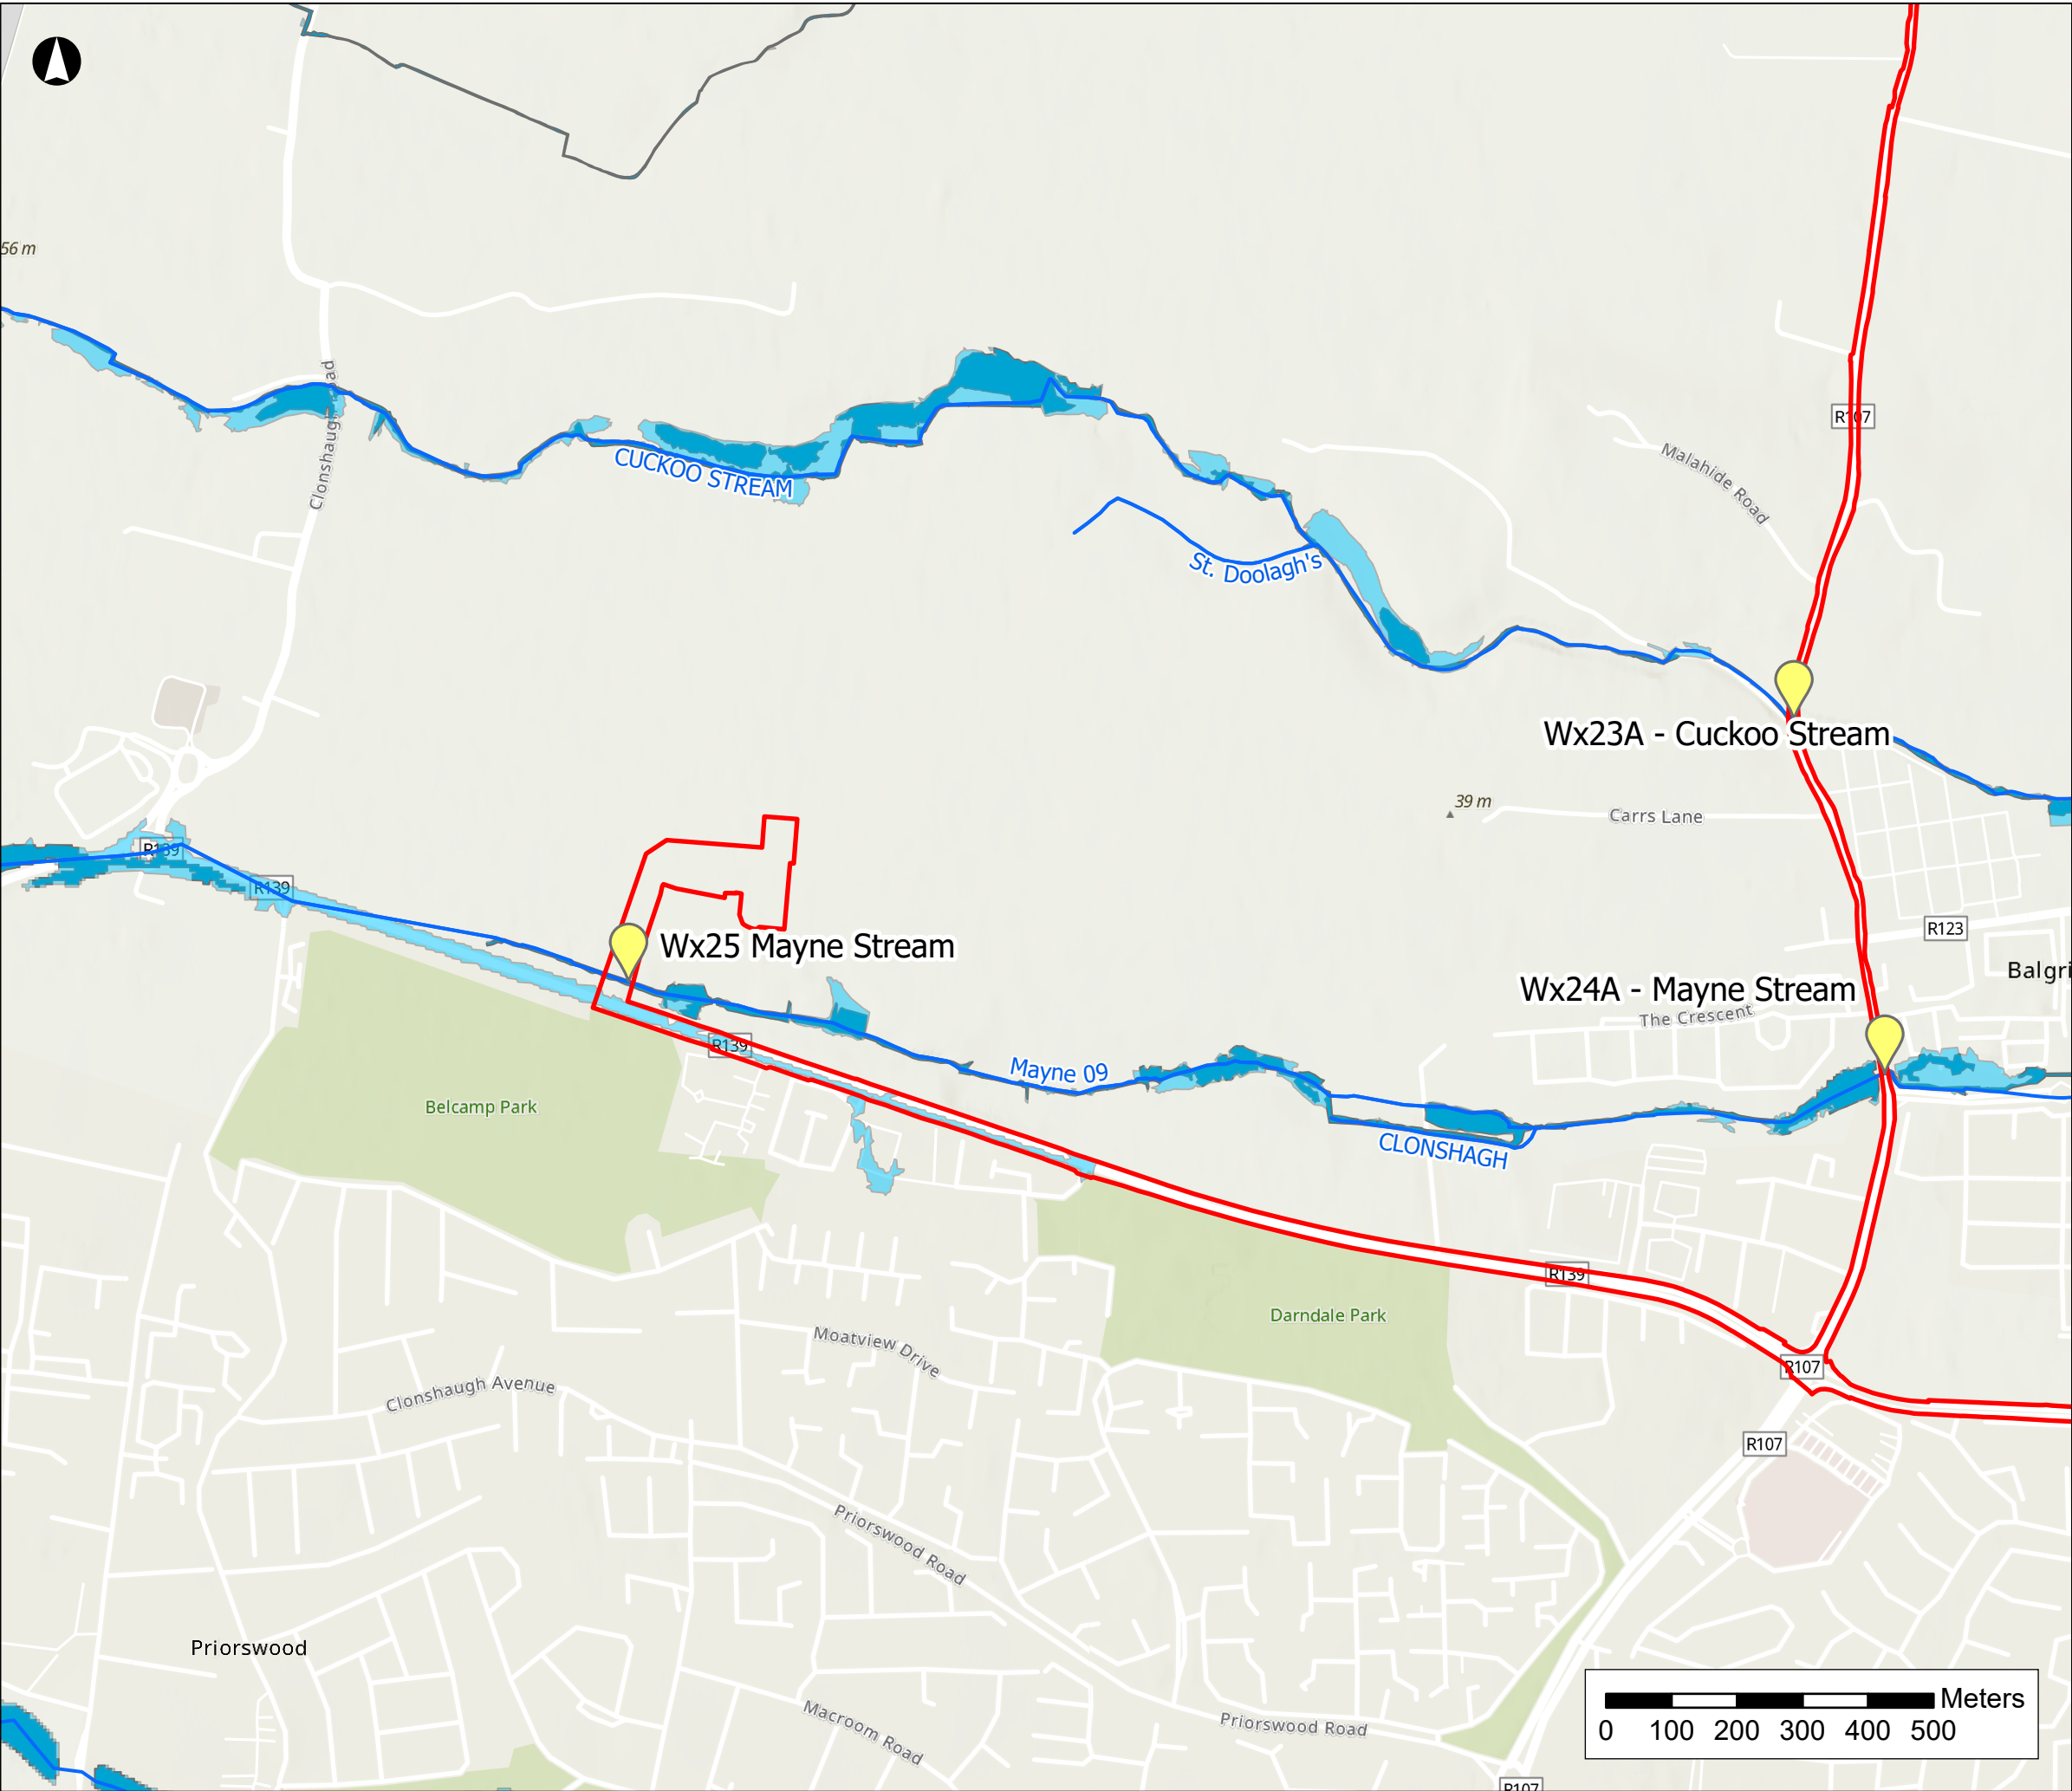 56 m
Clonshaugh Road
R107
Malahide Road
CUCKOO STREAM
St. Doolagh's
Wx23A - Cuckoo Stream
39 m
Carrs Lane
R139
R139
R123
Wx25 Mayne Stream
Balgri
Wx24A - Mayne Stream
The Crescent
R139
Mayne 09
Belcamp Park
CLONSHAGH
R139
Darndale Park
Moatview Drive
R107
Clonshaugh Avenue
R107
Priorswood Road
Priorswood
Meters
0 100 200 300 400 500
Macroom Road
Priorswood Road
R107